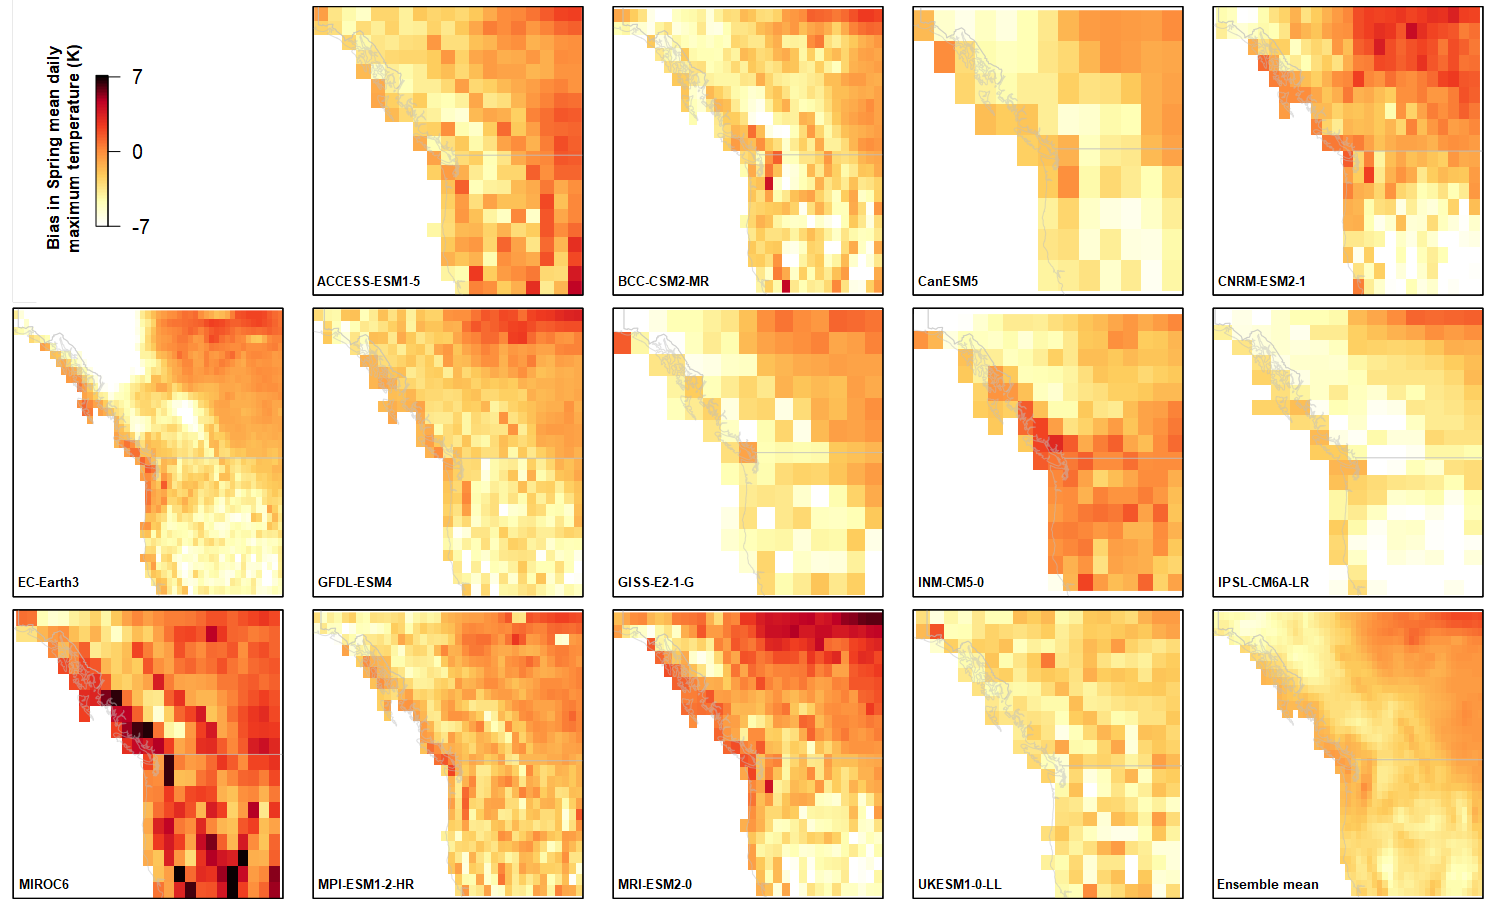 Bias in Spring mean daily
maximum temperature (K)
7
0
-7
ACCESS-ESM1-5
BCC-CSM2-MR
CanESM5
CNRM-ESM2-1
EC-Earth3
GFDL-ESM4
GISS-E2-1-G
INM-CM5-0
IPSL-CM6A-LR
MIROC6
MPI-ESM1-2-HR
MRI-ESM2-0
UKESM1-0-LL
Ensemble mean